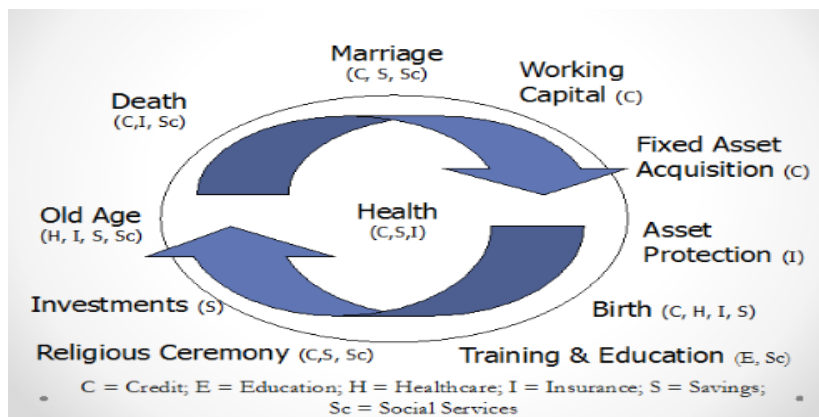 Marriage
(C, S, Sc)
Working
Capital (C)
Death
(C,I, Sc)
Fixed Asset
Acquisition (C)
Old Age
(H, I, S, Sc)
Health
(C,S,I)
Asset
Protection (I)
Investments (S)
Birth (C, H, I, S)
Religious Ceremony (C,S, Sc)
Training & Education (E, Sc)
C = Credit; E = Education; H = Healthcare; I = Insurance; S = Savings;
Sc = Social Services